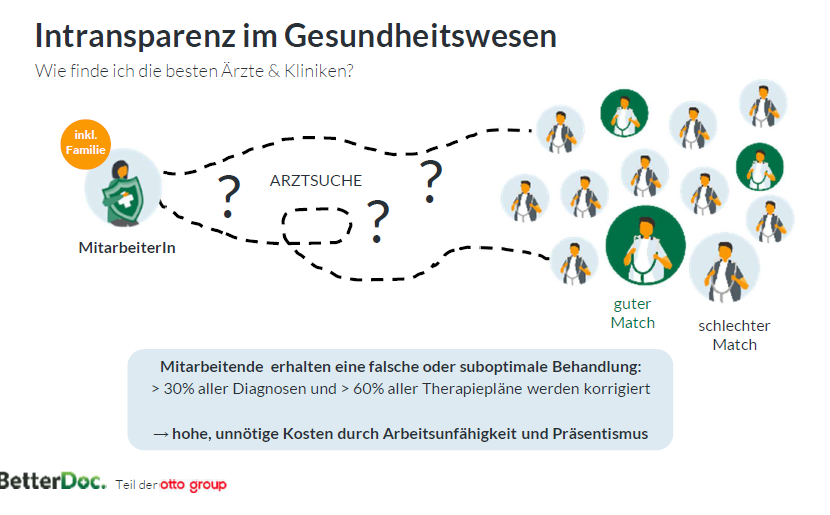 Intransparenz im Gesundheitswesen
Wie finde ich die besten Ärzte & Kliniken?
inkl.
Familie
ARZTSUCHE
?
?
?
MitarbeiterIn
guter
Match
schlechter
Match
Mitarbeitende erhalten eine falsche oder suboptimale Behandlung:
> 30% aller Diagnosen und > 60% aller Therapiepläne werden korrigiert
→ hohe, unnötige Kosten durch Arbeitsunfähigkeit und Präsentismus
BetterDoc. Teil der otto group